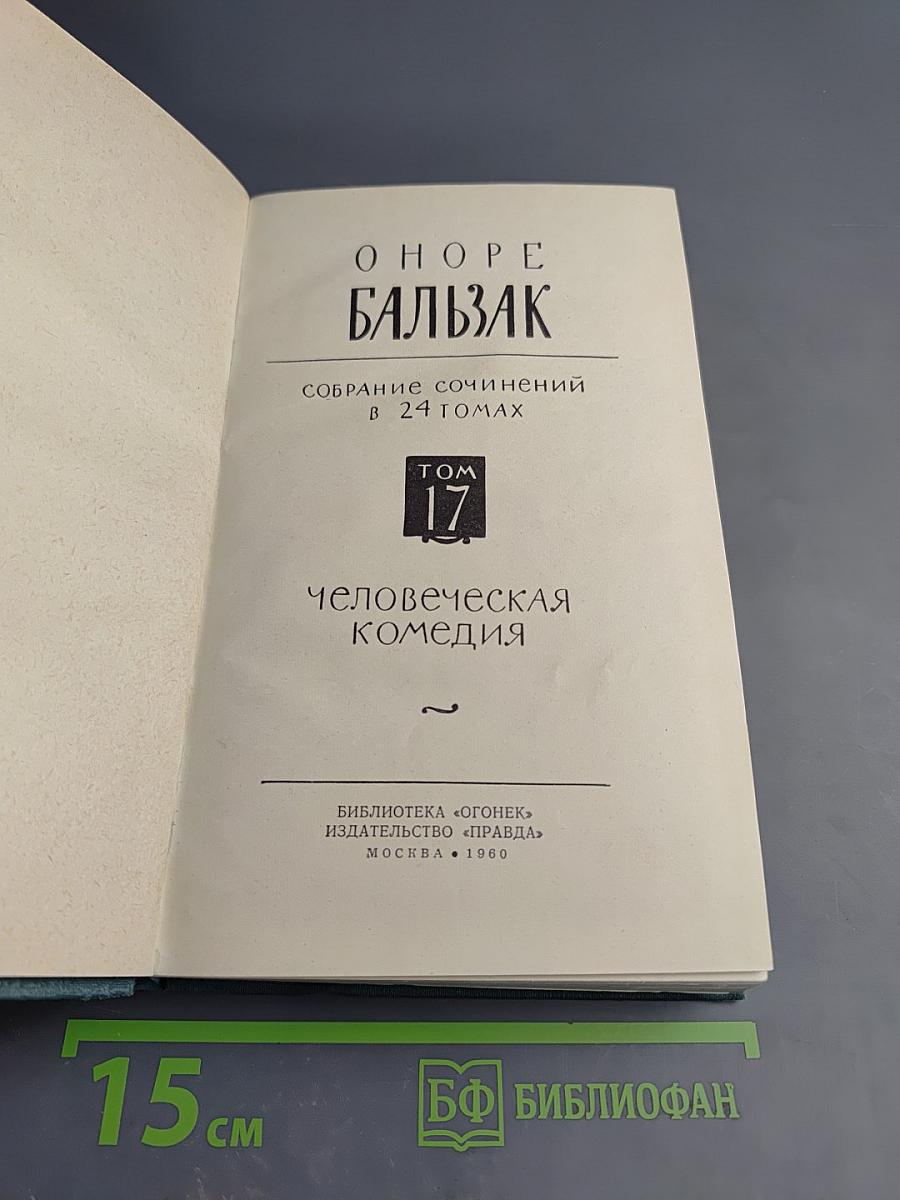 ОНОРЕ
БАЛЬЗАК
СОБРАНИЕ СОЧИНЕНИЙ
В 24 ТОМАХ
ТОМ
17
ЧЕЛОВЕЧЕСКАЯ
КОМЕДИЯ
БИБЛИОТЕКА «ОГОНЕК»
ИЗДАТЕЛЬСТВО «ПРАВДА»
МОСКВА • 1960
15 см
БФ БИБЛИОФАН